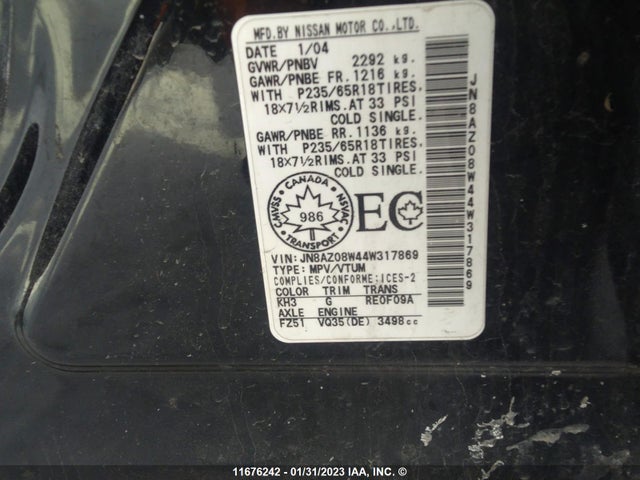 MFD.BY NISSAN MOTOR CO.,LTD.
DATE 1/04
GVWR/PNBV 2292 kg.
GAWR/PNBE FR.1216 kg.
WITH P235/65R18TIRES,
18X7½RIMS.AT 33 PSI
COLD SINGLE.
GAWR/PNBE RR.1136 kg.
WITH P235/65R18TIRES,
18X7½RIMS.AT 33 PSI
COLD SINGLE.
CANADA
CMVSS NSVAC
986
TRANSPORT
EC
VIN: JN8AZ08W44W317869
TYPE: MPV/VTUM
COMPLIES/CONFORME:ICES-2
COLOR TRIM TRANS
KH3 G RE0F09A
AXLE ENGINE
FZ51 VQ35(DE) 3498cc
JN8AZ08W44W317869
11676242 - 01/31/2023 IAA, Inc. ©